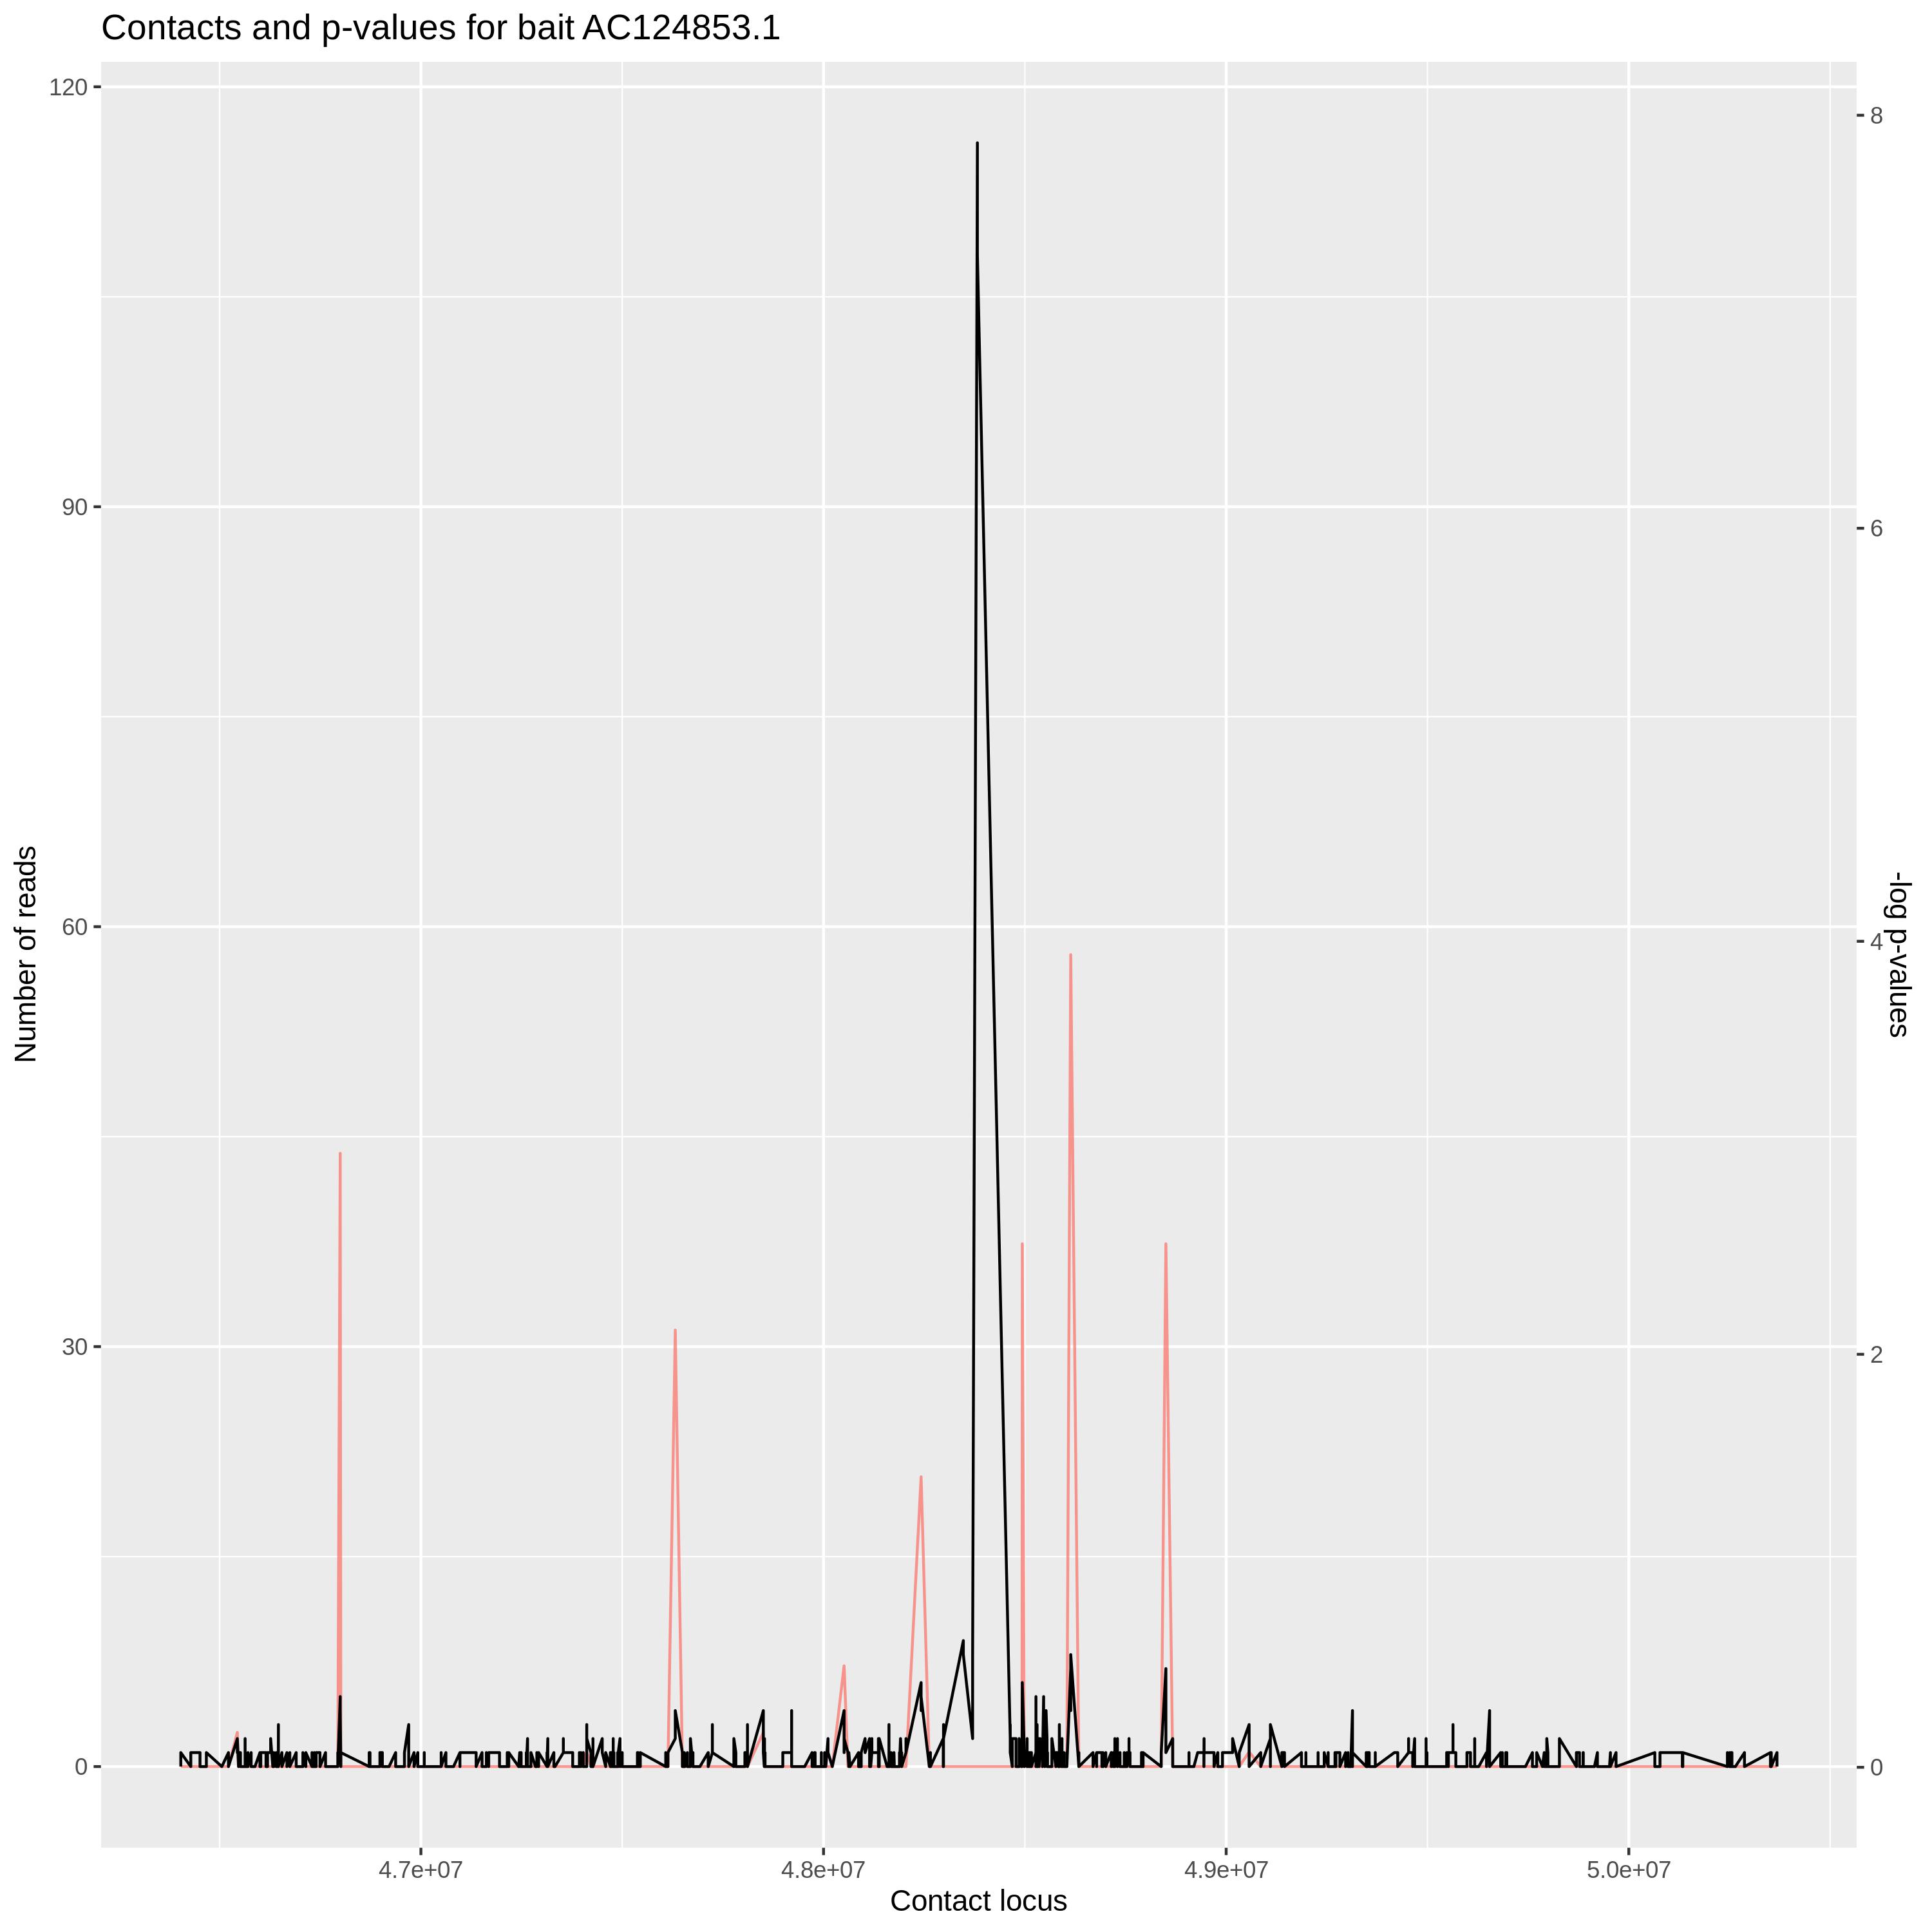 Contacts and p-values for bait AC124853.1
120
90
60
30
0
Number of reads
8
6
4
2
0
-log p-values
4.7e+07
4.8e+07
4.9e+07
5.0e+07
Contact locus